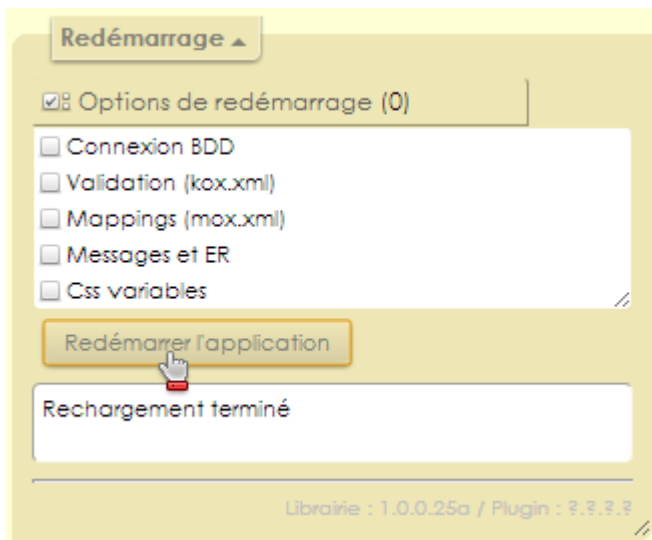 Redémarrage
Options de redémarrage (0)
Connexion BDD
Validation (kox.xml)
Mappings (mox.xml)
Messages et ER
Css variables
Redémarrer l'application
Rechargement terminé
Librairie : 1.0.0.25a / Plugin : ?.?.?.?